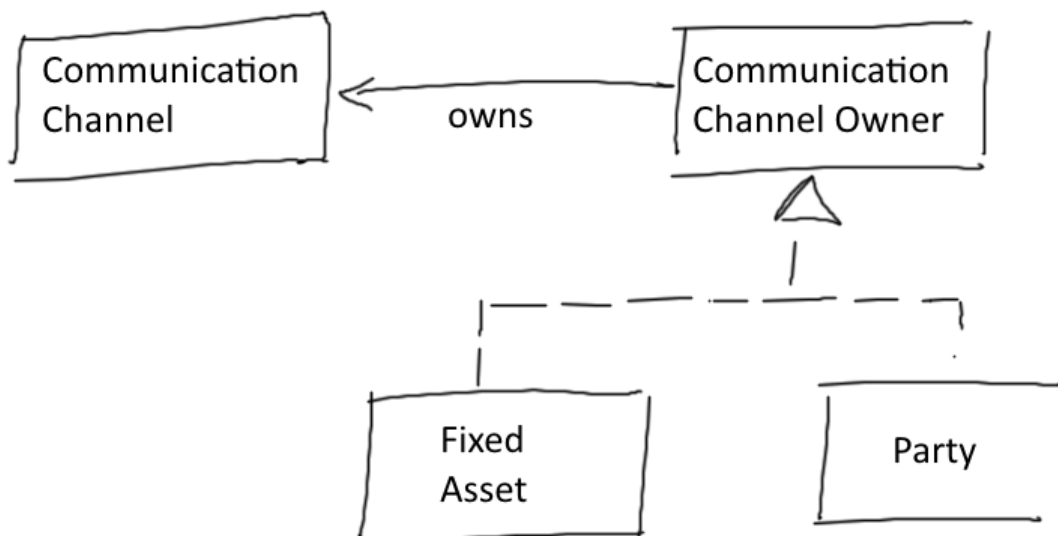 Communication
Channel
owns
Communication
Channel Owner
Fixed
Asset
Party